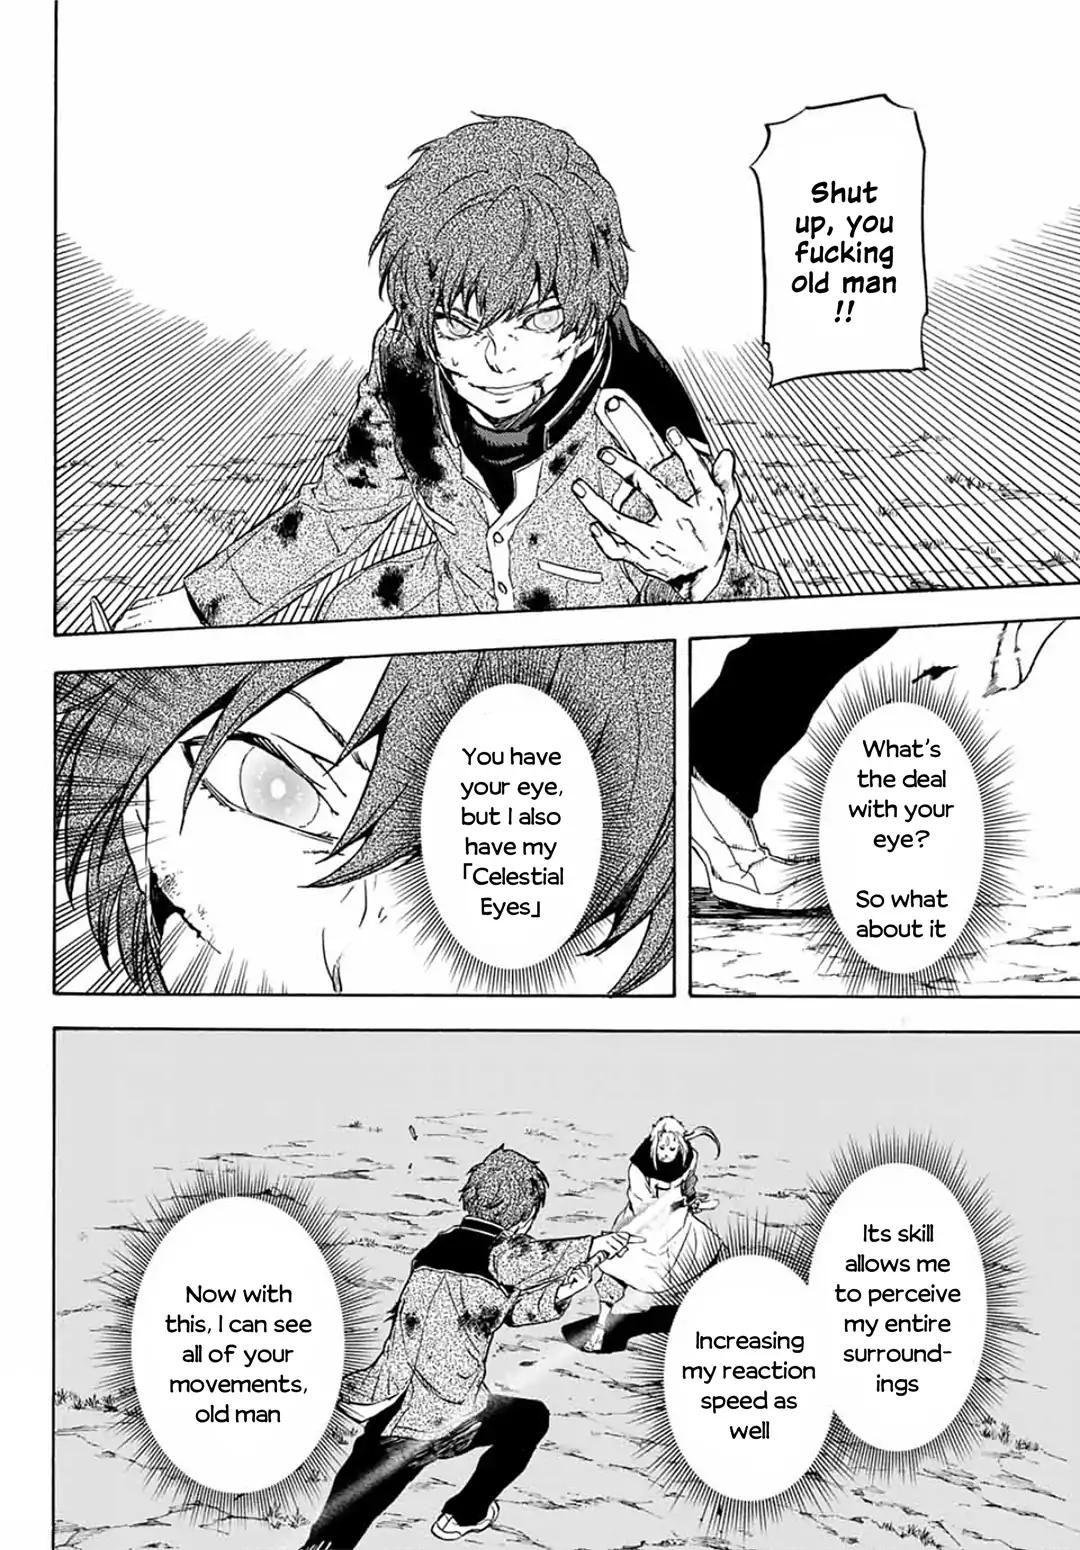 Shut
up, you
fucking
old man
!!
What's
the deal
with your
eye?
So what
about it
You have
your eye,
but I also
have my
「Celestial
Eyes」
Its skill
allows me
to perceive
my entire
surround-
ings
Increasing
my reaction
speed as
well
Now with
this, I can see
all of your
movements,
old man